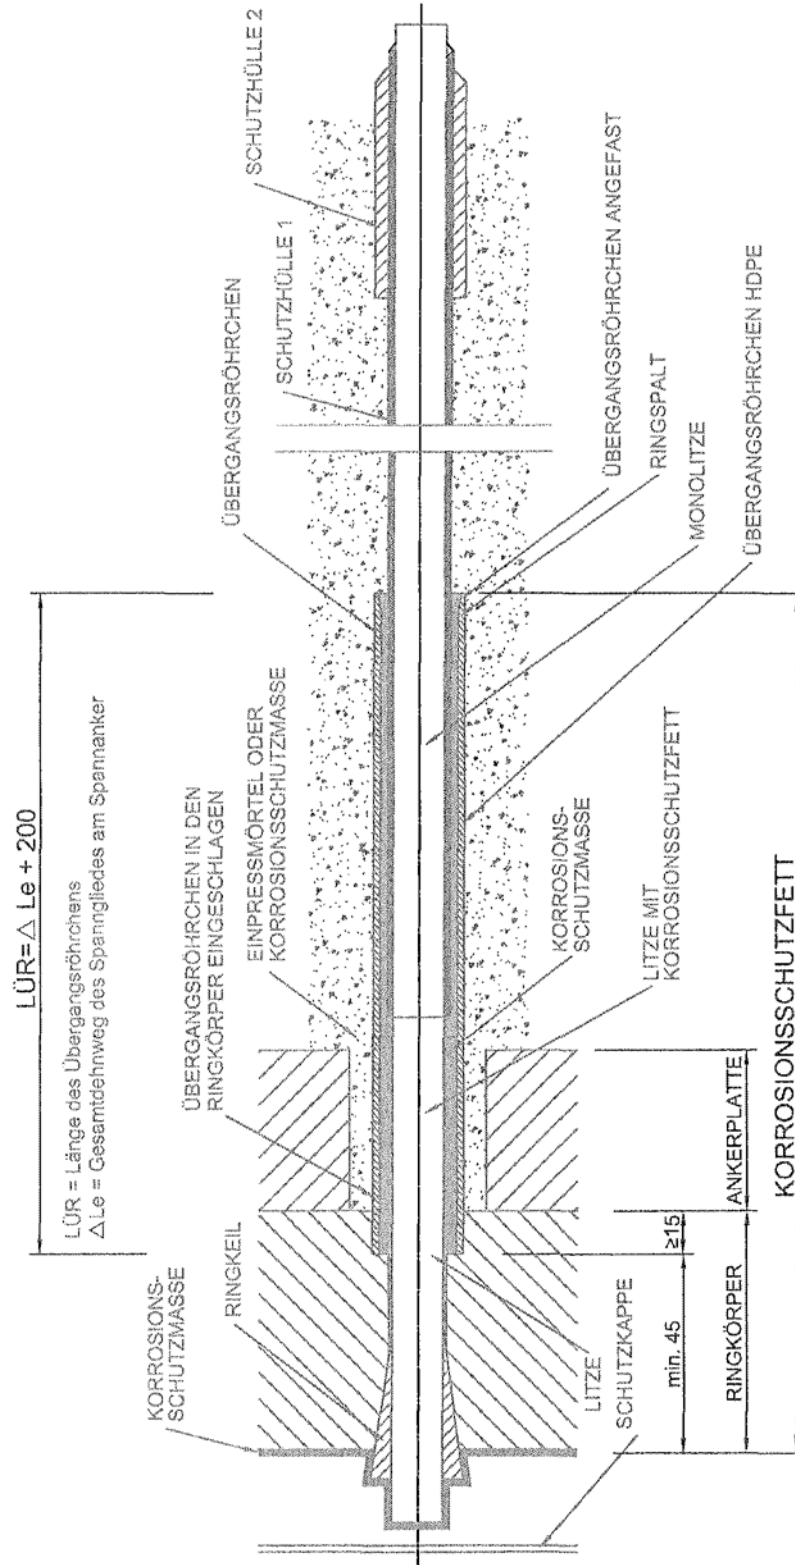 LÜR = △ Le + 200
LÜR = Länge des Übergangsröhrchens
△ Le = Gesamtdehnweg des Spanngliedes am Spannanker
KORROSIONS-
SCHUTZMASSE
RINGKEIL
ÜBERGANGSRÖHRCHEN IN DEN
RINGKÖRPER EINGESCHLAGEN
EINPRESSMÖRTEL ODER
KORROSIONSSCHUTZMASSE
ÜBERGANGSRÖHRCHEN
SCHUTZHÜLLE 1
SCHUTZHÜLLE 2
LITZE
SCHUTZKAPPE
LITZE MIT
KORROSIONSSCHUTZFETT
KORROSIONS-
SCHUTZMASSE
ÜBERGANGSRÖHRCHEN HDPE
MONOLITZE
RINGSPALT
ÜBERGANGSRÖHRCHEN ANGEFAST
min. 45
≥15
RINGKÖRPER
ANKERPLATTE
KORROSIONSSCHUTZFETT